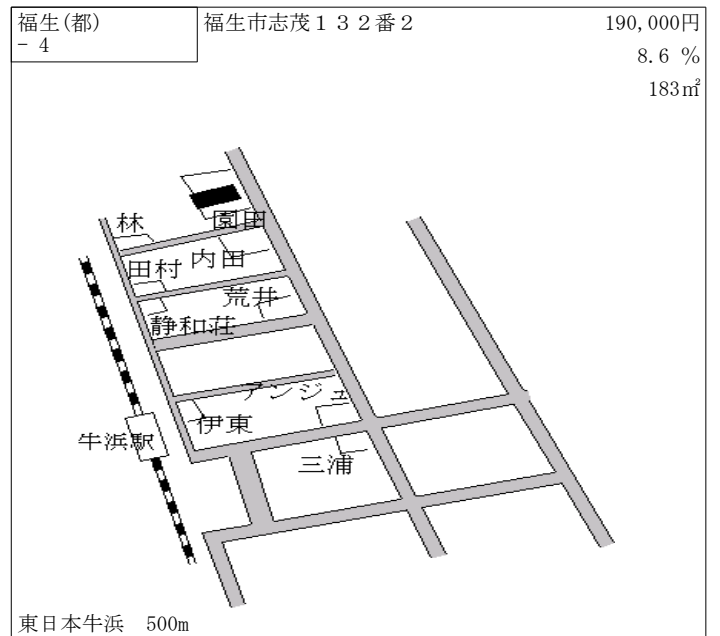 福生(都)
- 4
福生市志茂１３２番２
190,000円
8.6 %
183㎡
林
園田
田村
内田
荒井
静和荘
アンジュ
伊東
牛浜駅
三浦
東日本牛浜　500m